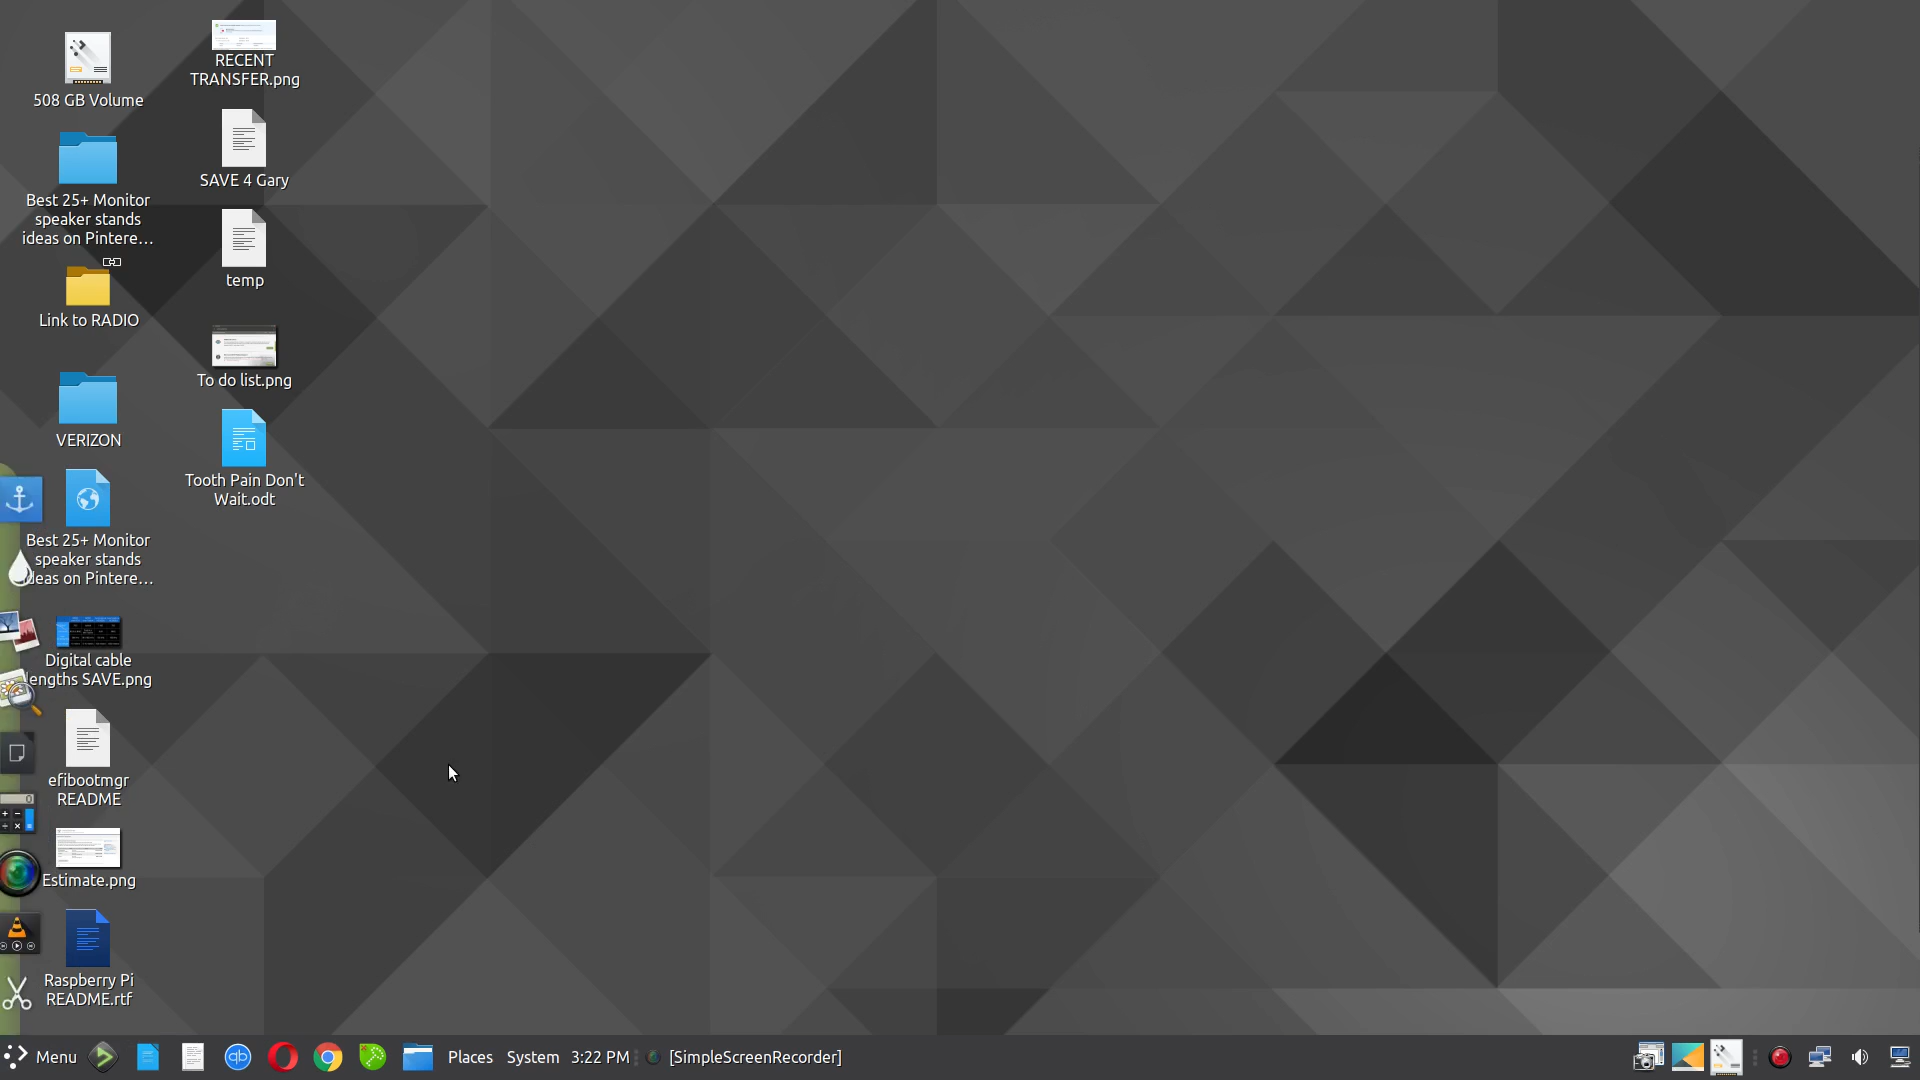 508 GB Volume
Best 25+ Monitor
speaker stands
ideas on Pintere…
Link to RADIO
VERIZON
Best 25+ Monitor
speaker stands
ideas on Pintere…
Digital cable
lengths SAVE.png
efibootmgr
README
Estimate.png
Raspberry Pi
README.rtf
RECENT
TRANSFER.png
SAVE 4 Gary
temp
To do list.png
Tooth Pain Don't
Wait.odt
Menu
qb
Places
System
3:22 PM
[SimpleScreenRecorder]